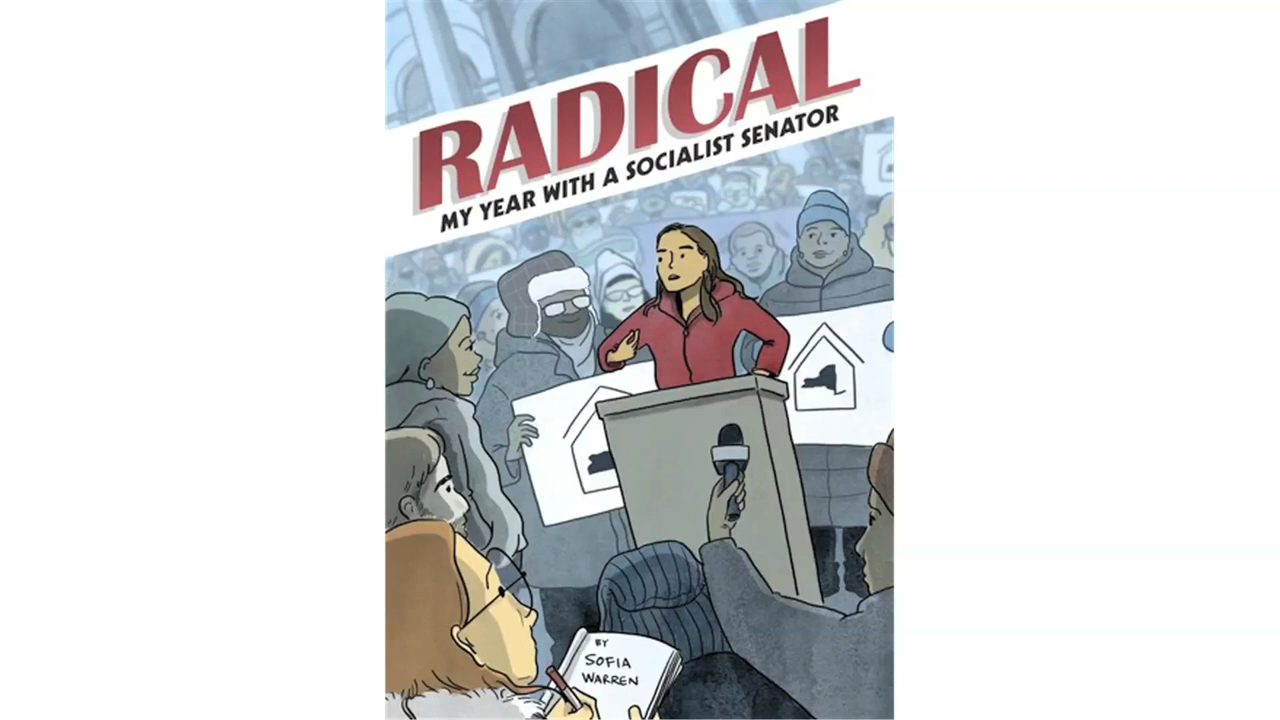 RADICAL
MY YEAR WITH A SOCIALIST SENATOR
BY
SOFIA
WARREN